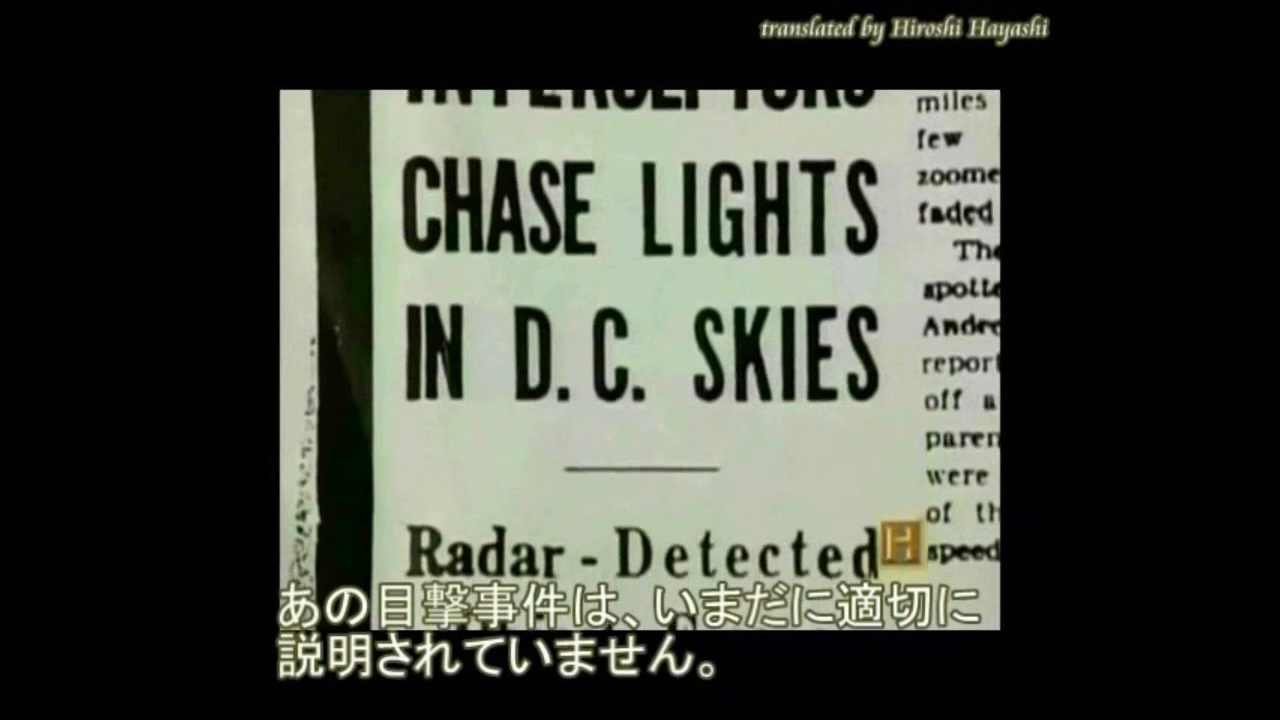 translated by Hiroshi Hayashi
INTERCEPTORS
CHASE LIGHTS
IN D.C. SKIES
Radar-Detected
miles
few
zoome
faded
The
spotte
Andre
report
off a
paren
were
of th
speed
H
あの目撃事件は、いまだに適切に
説明されていません。